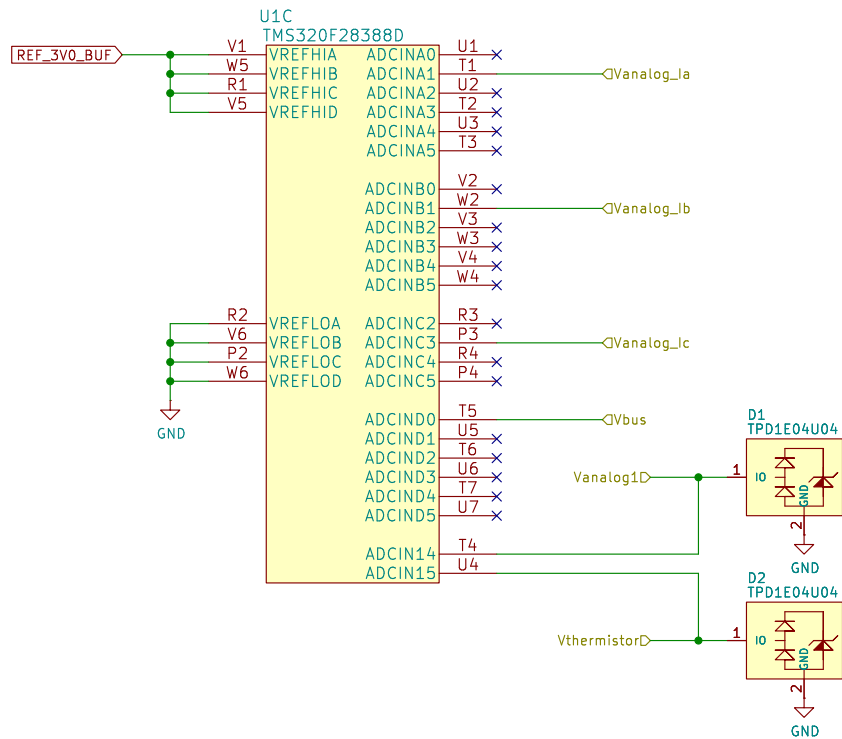 U1C
TMS320F28388D
REF_3V0_BUF
V1 VREFHIA ADCINA0 U1
W5 VREFHIB ADCINA1 T1 Vanalog_Ia
R1 VREFHIC ADCINA2 U2
V5 VREFHID ADCINA3 T2
ADCINA4 U3
ADCINA5 T3
ADCINB0 V2
ADCINB1 W2 Vanalog_Ib
ADCINB2 V3
ADCINB3 W3
ADCINB4 V4
ADCINB5 W4
R2 VREFLOA ADCINC2 R3
V6 VREFLOB ADCINC3 P3 Vanalog_Ic
P2 VREFLOC ADCINC4 R4
W6 VREFLOD ADCINC5 P4
GND
ADCIND0 T5 Vbus
ADCIND1 U5
ADCIND2 T6
ADCIND3 U6
ADCIND4 T7
ADCIND5 U7
ADCIN14 T4
ADCIN15 U4
D1
TPD1E04U04
Vanalog1 1 IO GND
2
GND
D2
TPD1E04U04
Vthermistor 1 IO GND
2
GND